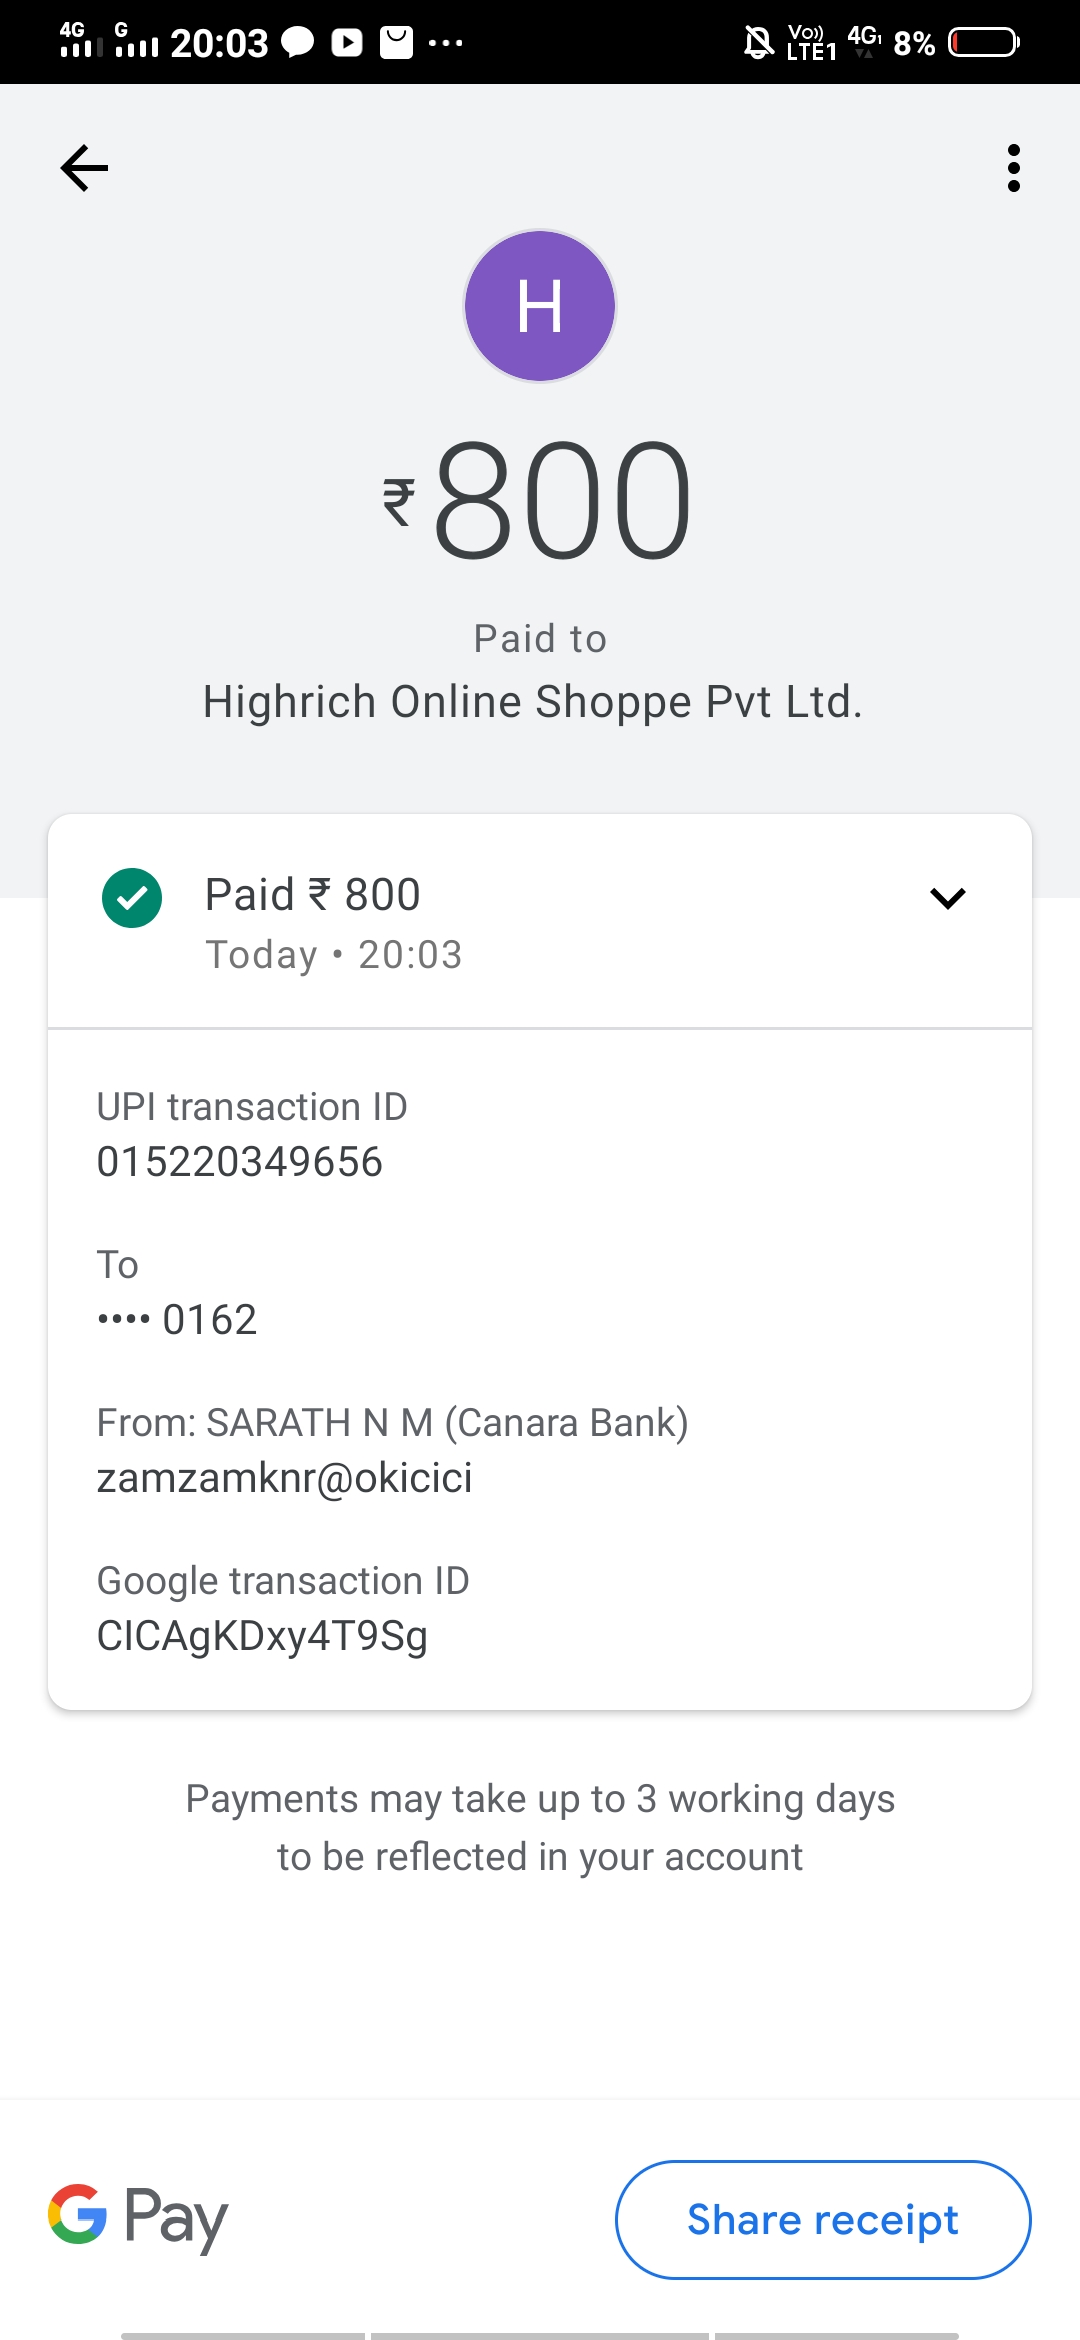 4G G 20:03 Vo)) LTE1 4G1 8%
H
₹800
Paid to
Highrich Online Shoppe Pvt Ltd.
Paid ₹ 800
Today • 20:03
UPI transaction ID
015220349656
To
•••• 0162
From: SARATH N M (Canara Bank)
zamzamknr@okicici
Google transaction ID
CICAgKDxy4T9Sg
Payments may take up to 3 working days
to be reflected in your account
G Pay
Share receipt